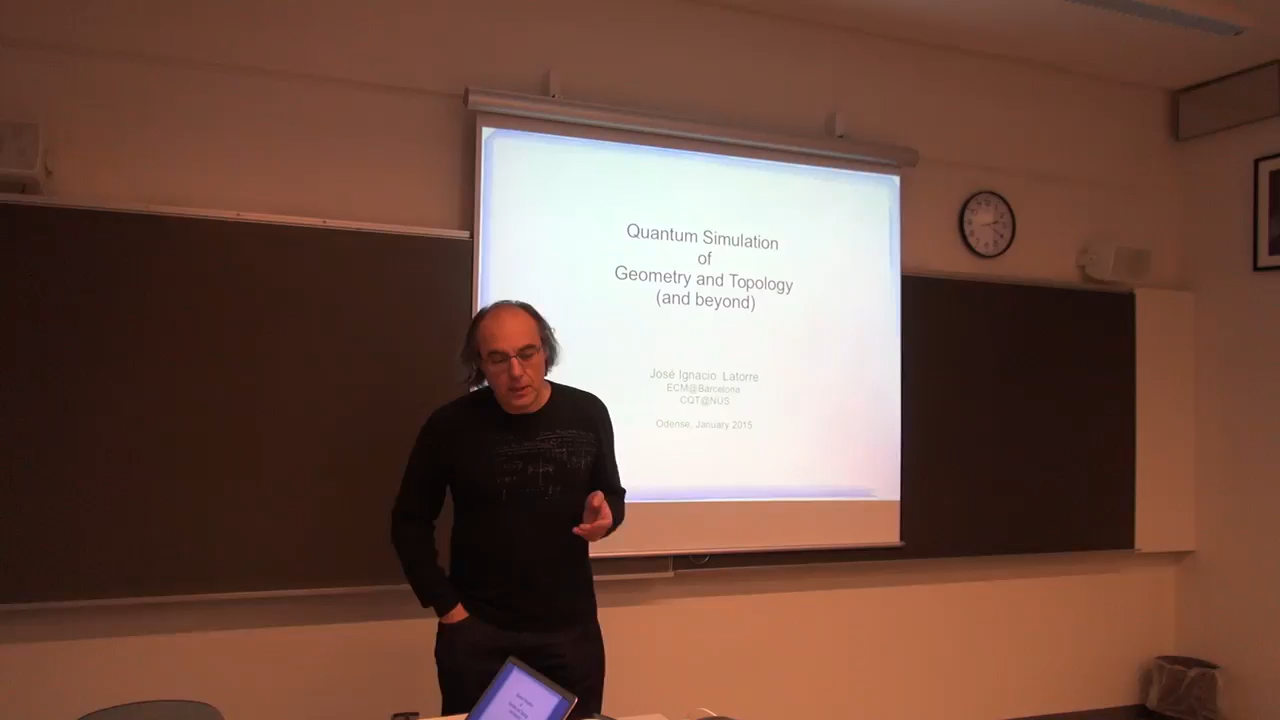 Quantum Simulation
of
Geometry and Topology
(and beyond)
José Ignacio Latorre
ECM@Barcelona
CQT@NUS
Odense, January 2015